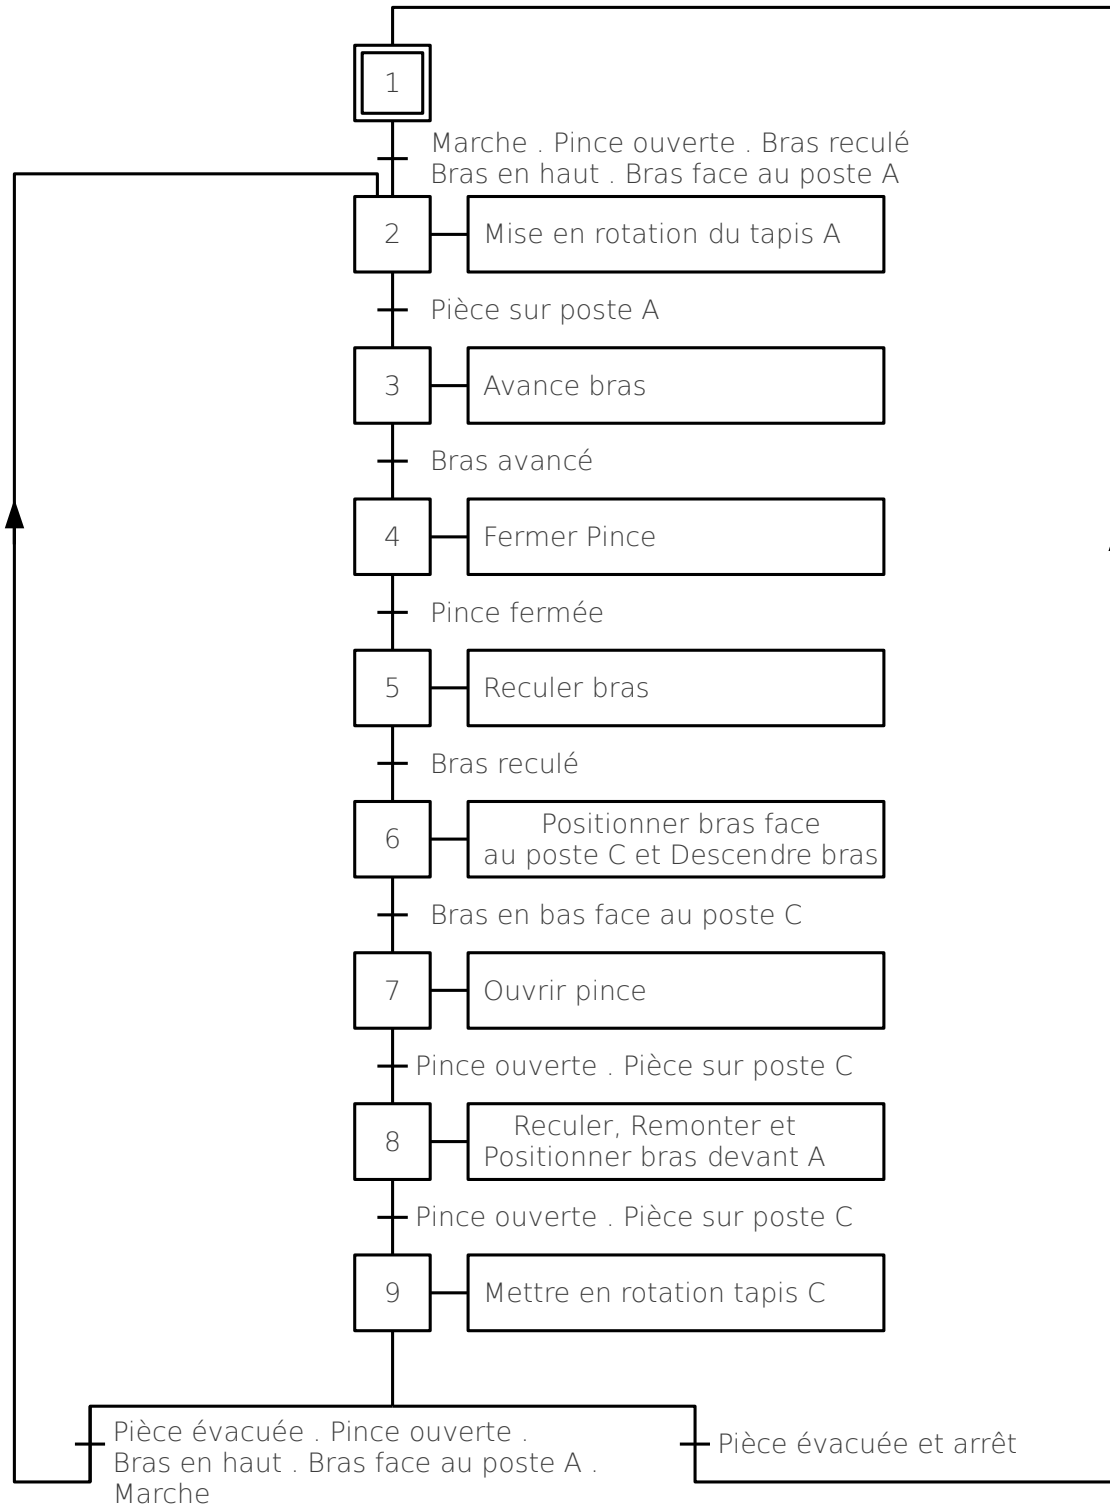 1
Marche . Pince ouverte . Bras reculé
Bras en haut . Bras face au poste A
2
Mise en rotation du tapis A
Pièce sur poste A
3
Avance bras
Bras avancé
4
Fermer Pince
Pince fermée
5
Reculer bras
Bras reculé
6
Positionner bras face
au poste C et Descendre bras
Bras en bas face au poste C
7
Ouvrir pince
Pince ouverte . Pièce sur poste C
8
Reculer, Remonter et
Positionner bras devant A
Pince ouverte . Pièce sur poste C
9
Mettre en rotation tapis C
Pièce évacuée . Pince ouverte .
Bras en haut . Bras face au poste A .
Marche
Pièce évacuée et arrêt